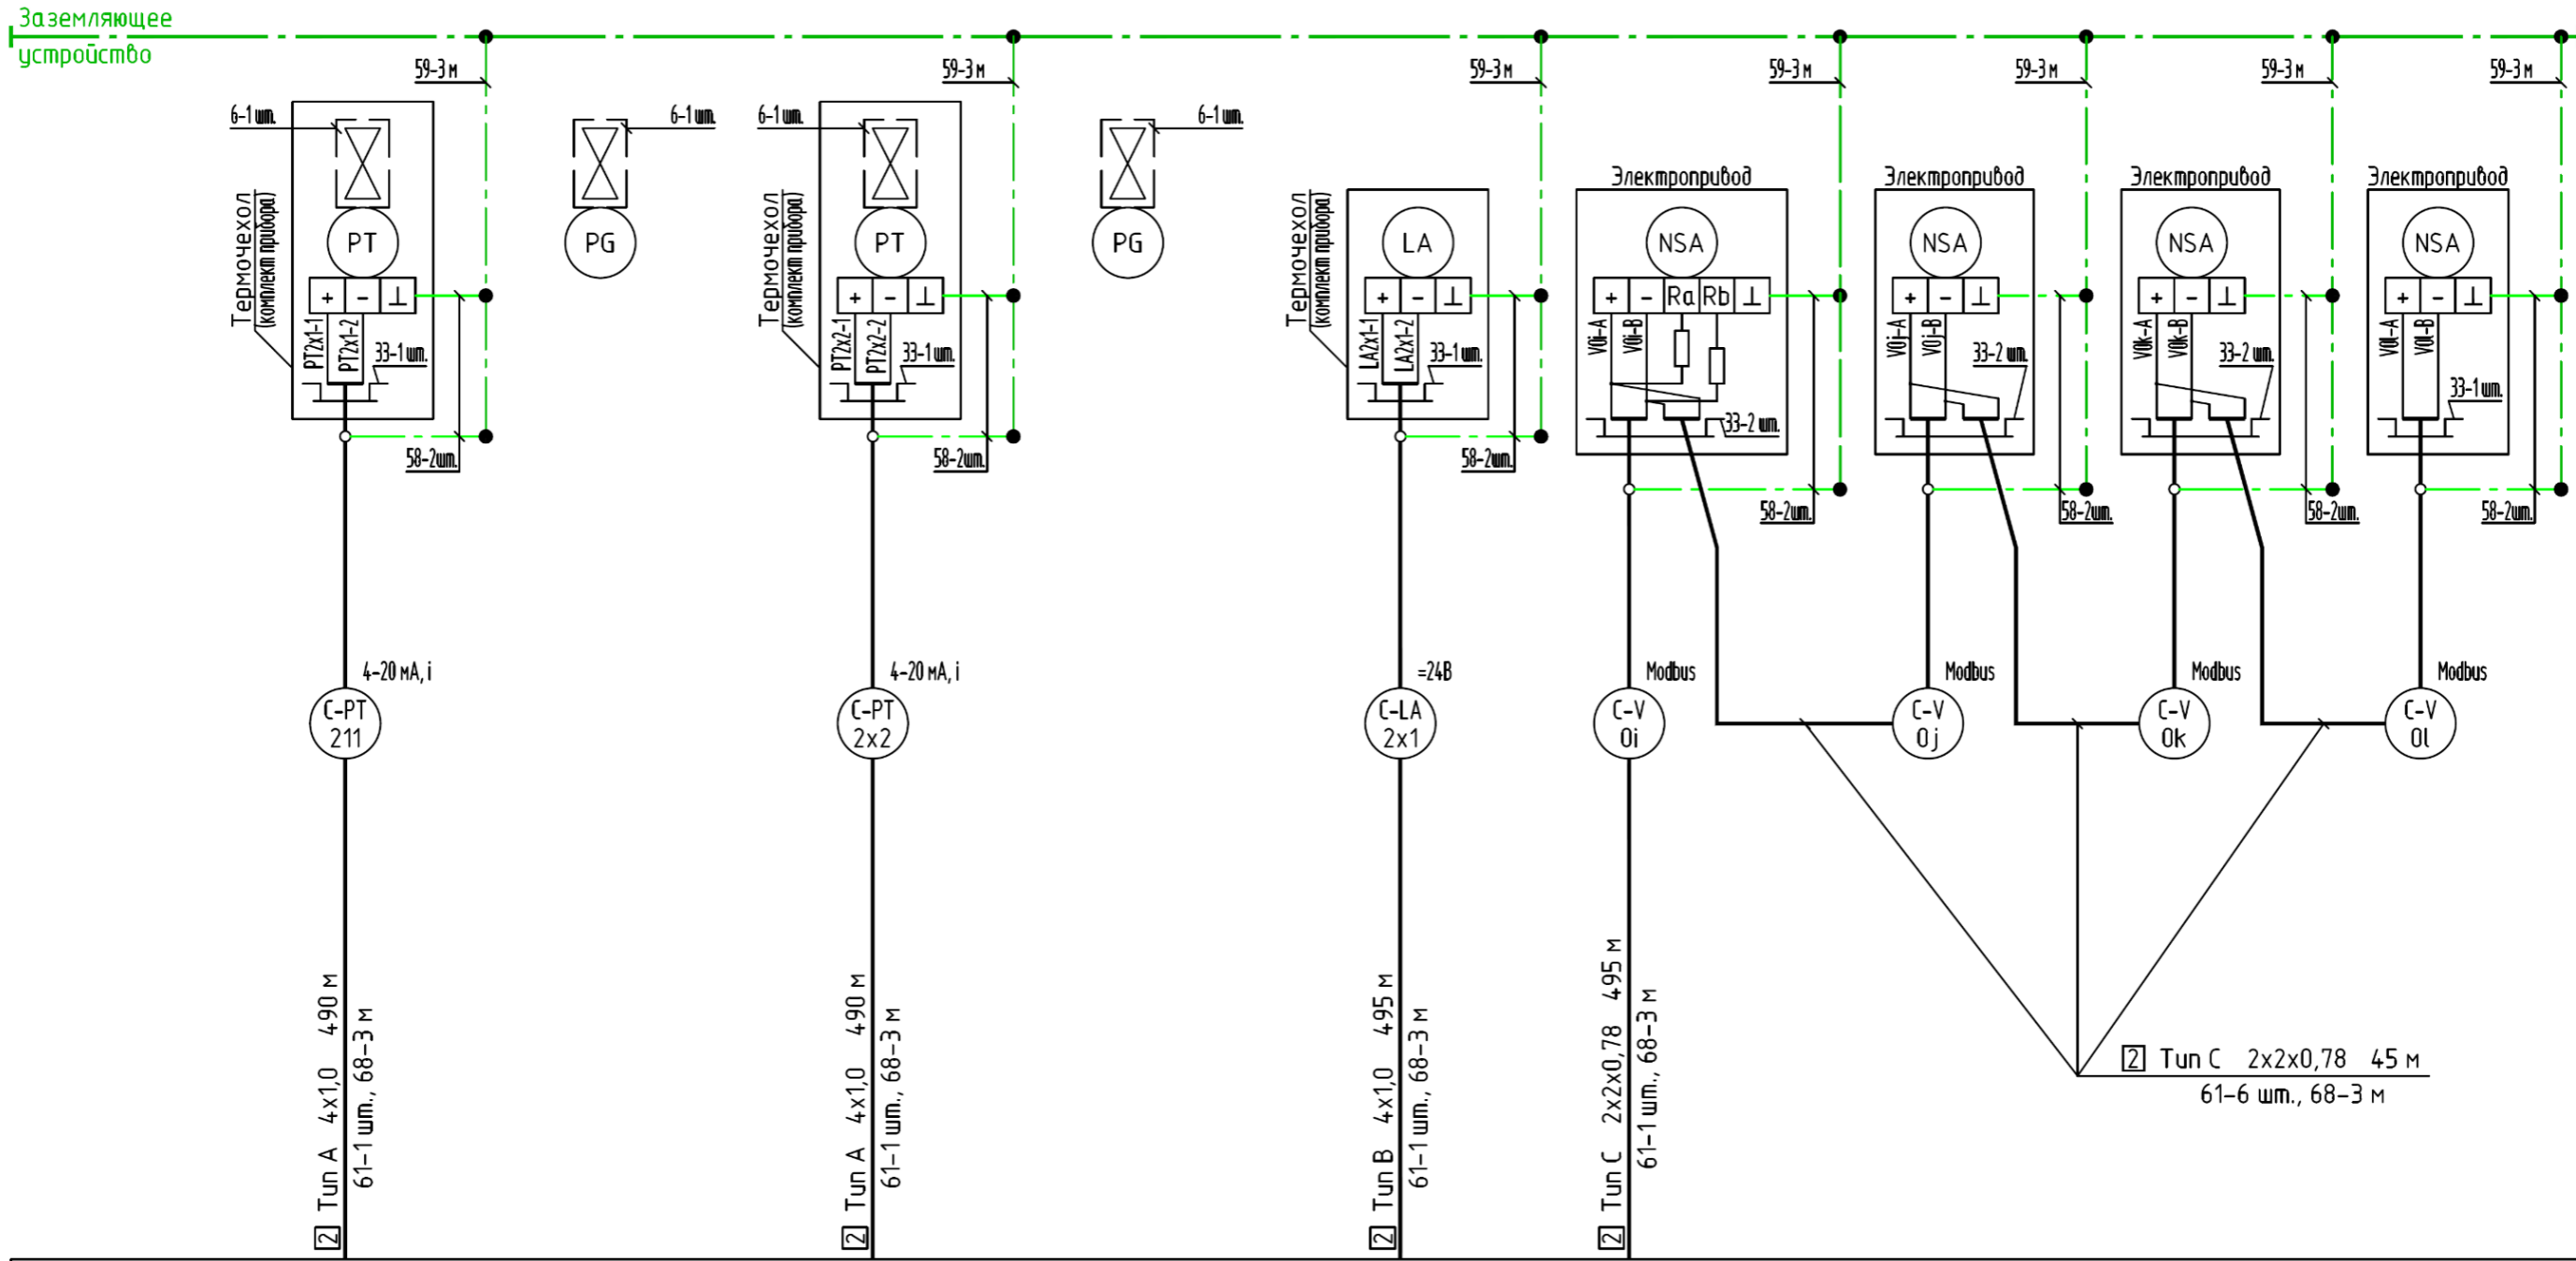 Заземляющее
устройство
59-3 м
59-3 м
59-3 м
59-3 м
59-3 м
59-3 м
59-3 м
6-1 шт.
6-1 шт.
6-1 шт.
6-1 шт.
Электропривод
Электропривод
Электропривод
Электропривод
Термочехол
(комплект прибора)
Термочехол
(комплект прибора)
Термочехол
(комплект прибора)
PT
PG
PT
PG
LA
NSA
NSA
NSA
NSA
+ - ⊥
+ - ⊥
+ - ⊥
+ - Ra Rb ⊥
+ - ⊥
+ - ⊥
+ - ⊥
PT2x1-1
PT2x1-2
PT2x2-1
PT2x2-2
LA2x1-1
LA2x1-2
V0i-A
V0i-B
V0j-A
V0j-B
V0k-A
V0k-B
V0l-A
V0l-B
33-1 шт.
33-1 шт.
33-1 шт.
33-2 шт.
33-2 шт.
33-2 шт.
33-1 шт.
58-2шт.
58-2шт.
58-2шт.
58-2шт.
58-2шт.
58-2шт.
58-2шт.
4-20 мА, i
4-20 мА, i
=24В
Modbus
Modbus
Modbus
Modbus
C-PT
211
C-PT
2x2
C-LA
2x1
C-V
0i
C-V
0j
C-V
0k
C-V
0l
2 Тип А 4x1,0 490 м
61-1 шт., 68-3 м
2 Тип А 4x1,0 490 м
61-1 шт., 68-3 м
2 Тип В 4x1,0 495 м
61-1 шт., 68-3 м
2 Тип С 2x2x0,78 495 м
61-1 шт., 68-3 м
2 Тип С 2x2x0,78 45 м
61-6 шт., 68-3 м